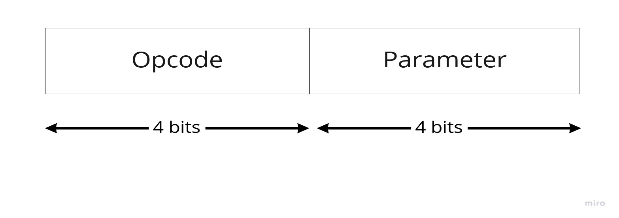 Opcode Parameter
4 bits 4 bits
miro